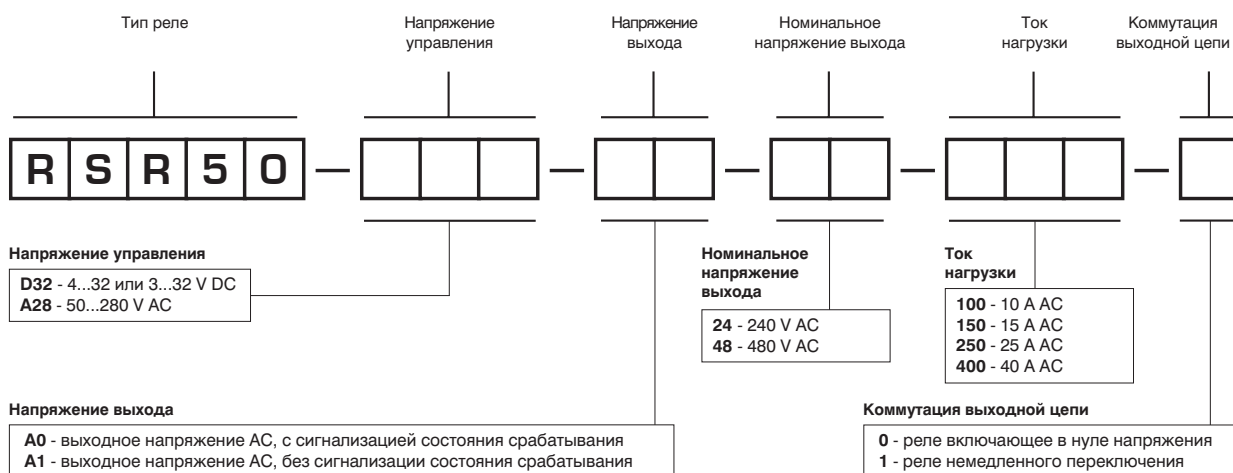 Тип реле
Напряжение
управления
Напряжение
выхода
Номинальное
напряжение выхода
Ток
нагрузки
Коммутация
выходной цепи
R S R 5 0 — — — — —
Напряжение управления
D32 - 4...32 или 3...32 V DC
A28 - 50...280 V AC
Номинальное
напряжение
выхода
24 - 240 V AC
48 - 480 V AC
Ток
нагрузки
100 - 10 A AC
150 - 15 A AC
250 - 25 A AC
400 - 40 A AC
Напряжение выхода
A0 - выходное напряжение AC, с сигнализацией состояния срабатывания
A1 - выходное напряжение AC, без сигнализации состояния срабатывания
Коммутация выходной цепи
0 - реле включающее в нуле напряжения
1 - реле немедленного переключения